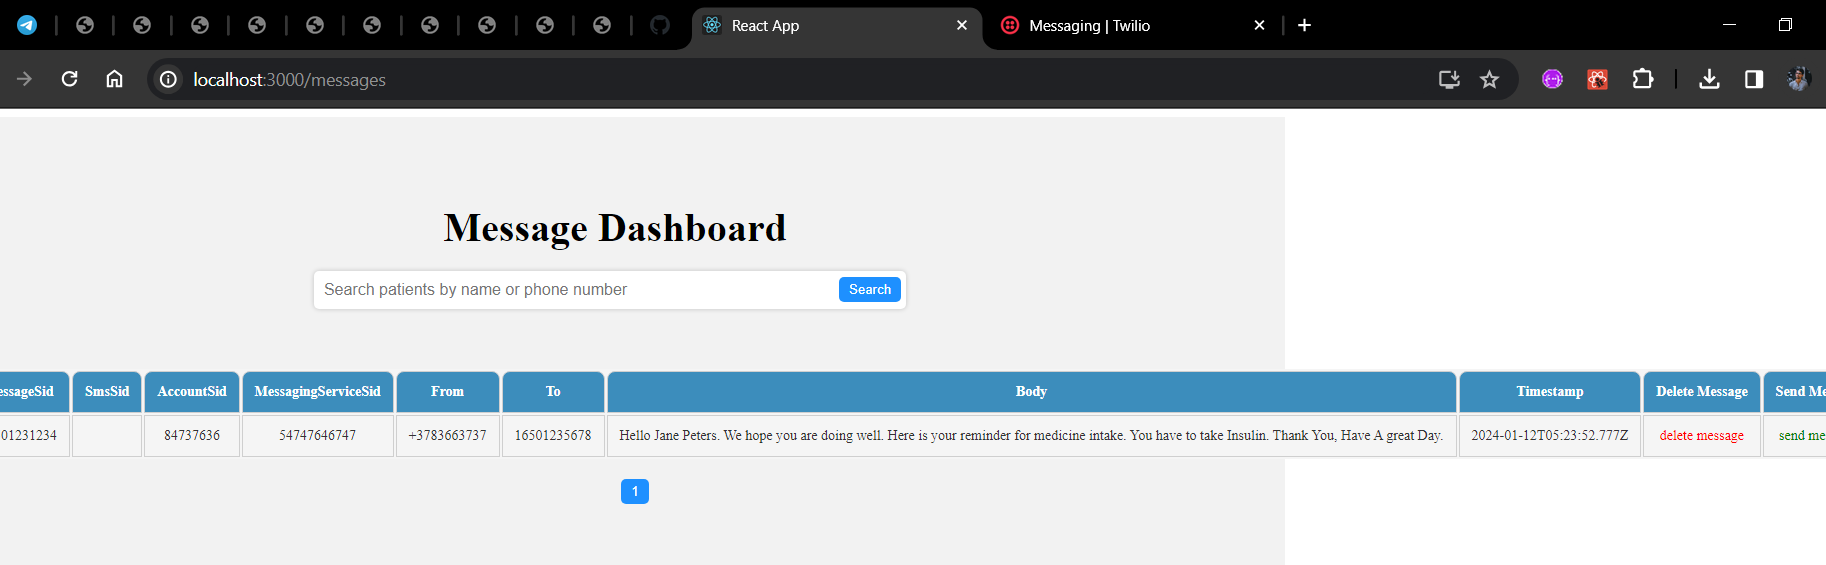 React App
Messaging | Twilio
localhost:3000/messages
Message Dashboard
Search patients by name or phone number Search
essageSid SmsSid AccountSid MessagingServiceSid From To Body Timestamp Delete Message Send Me
01231234 84737636 54747646747 +3783663737 16501235678 Hello Jane Peters. We hope you are doing well. Here is your reminder for medicine intake. You have to take Insulin. Thank You, Have A great Day. 2024-01-12T05:23:52.777Z delete message send me
1